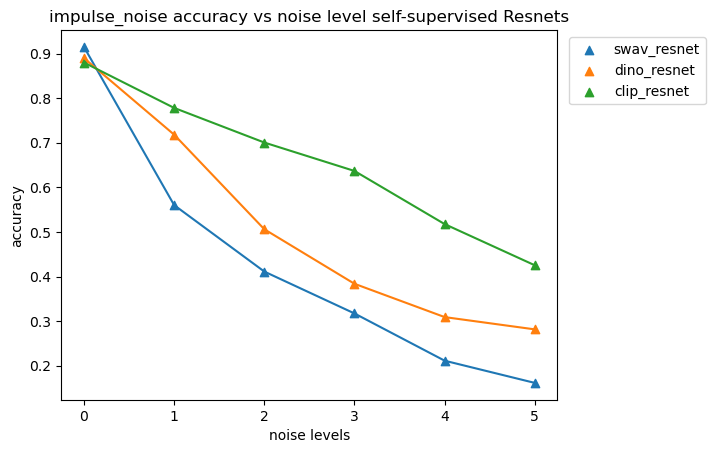 impulse_noise accuracy vs noise level self-supervised Resnets
swav_resnet
dino_resnet
clip_resnet
accuracy
0.9
0.8
0.7
0.6
0.5
0.4
0.3
0.2
0 1 2 3 4 5
noise levels